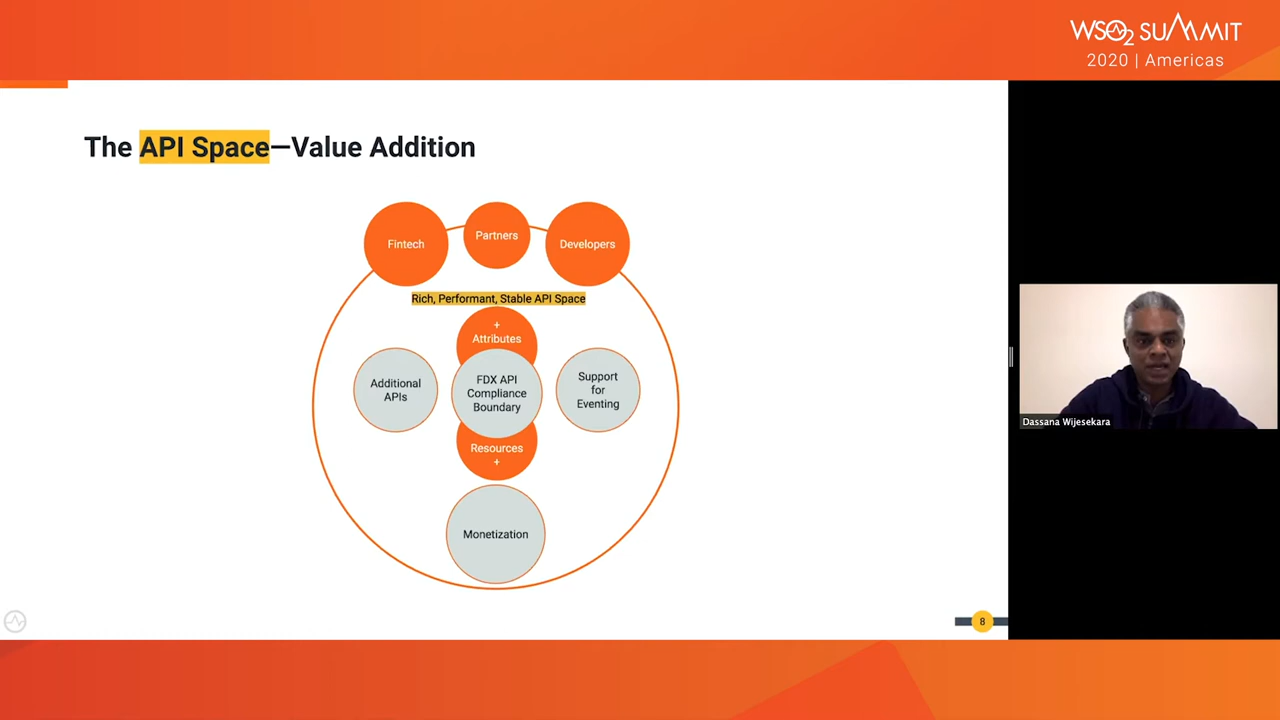 WSO2 SUMMIT
2020 | Americas
The API Space—Value Addition
Fintech
Partners
Developers
Rich, Performant, Stable API Space
+
Attributes
Additional
APIs
FDX API
Compliance
Boundary
Support
for
Eventing
Resources
+
Monetization
Dassana Wijesekara
8